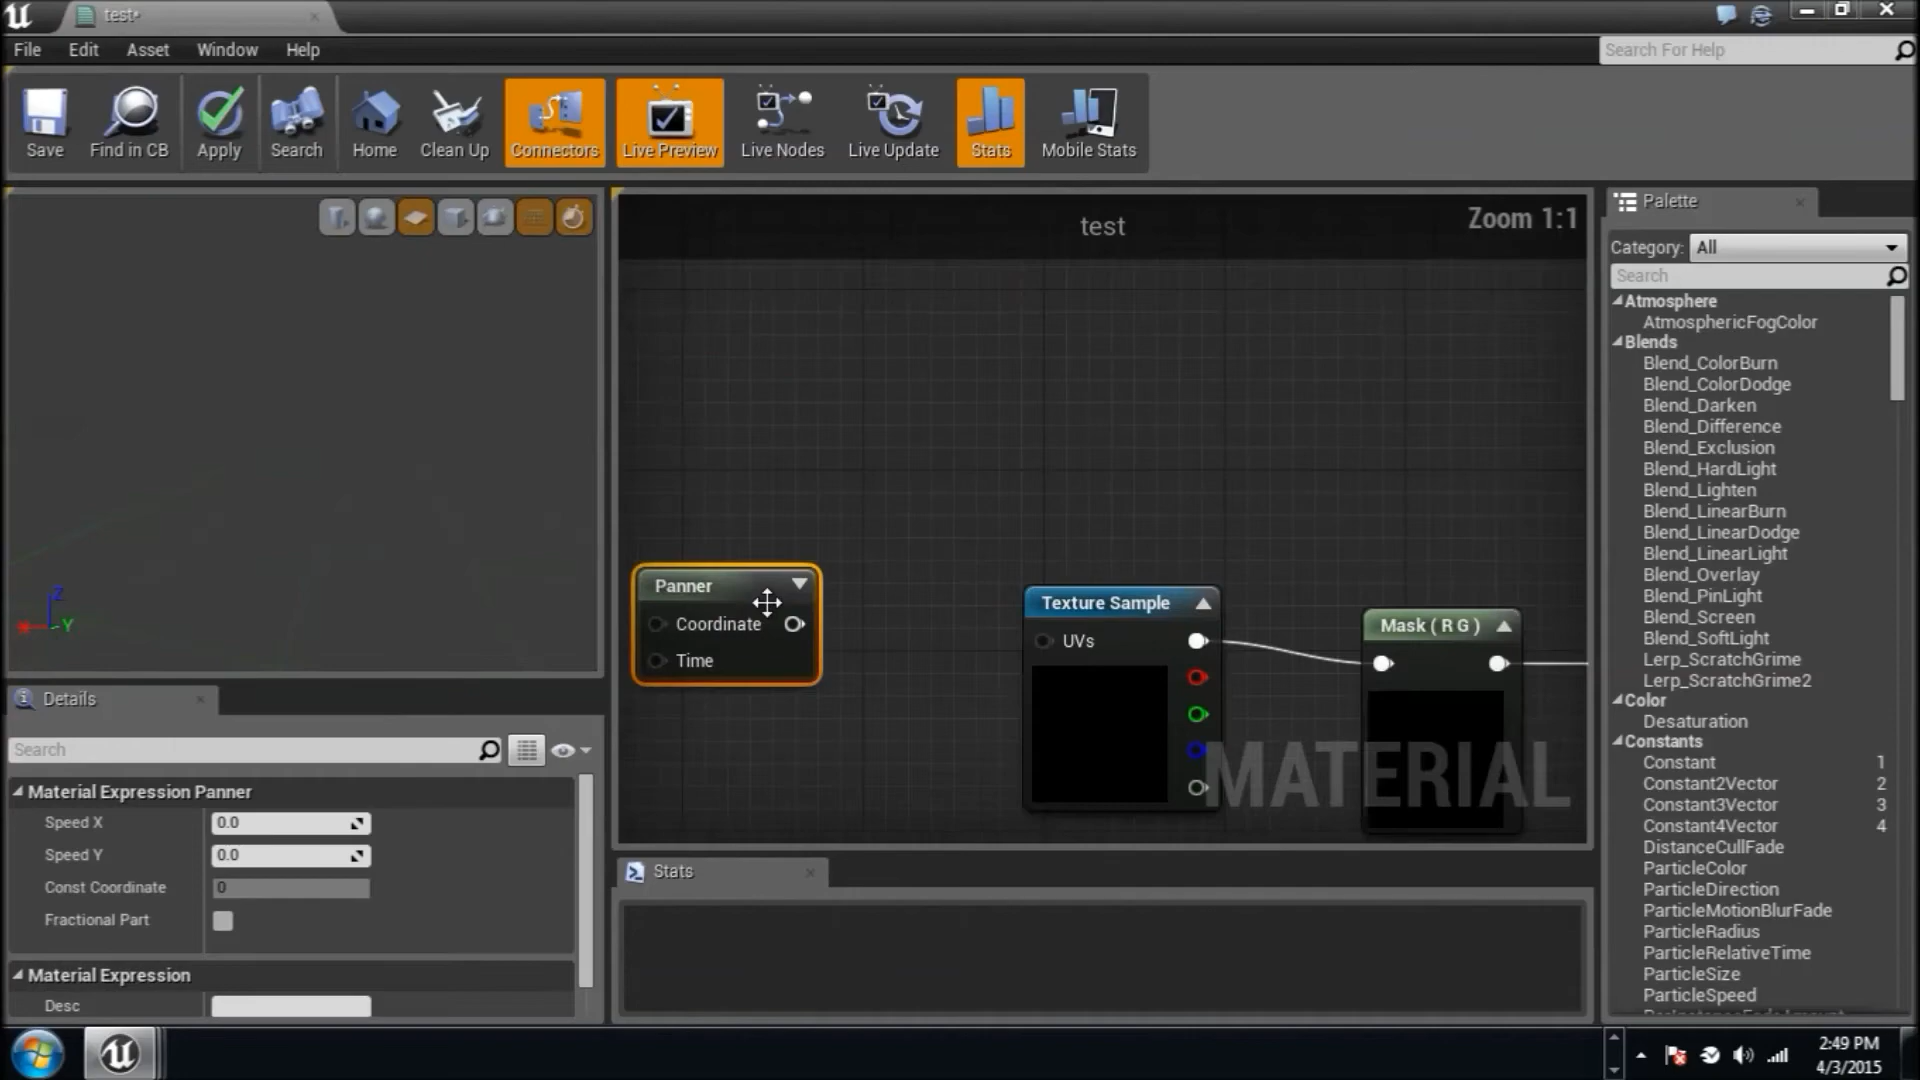 test*
File Edit Asset Window Help
Search For Help
Save Find in CB Apply Search Home Clean Up Connectors Live Preview Live Nodes Live Update Stats Mobile Stats
test
Zoom 1:1
Z
Y
Panner
Coordinate
Time
Texture Sample
UVs
Mask ( R G )
MATERIAL
Details
Search
Material Expression Panner
Speed X 0.0
Speed Y 0.0
Const Coordinate 0
Fractional Part
Material Expression
Desc
Stats
Palette
Category: All
Search
Atmosphere
AtmosphericFogColor
Blends
Blend_ColorBurn
Blend_ColorDodge
Blend_Darken
Blend_Difference
Blend_Exclusion
Blend_HardLight
Blend_Lighten
Blend_LinearBurn
Blend_LinearDodge
Blend_LinearLight
Blend_Overlay
Blend_PinLight
Blend_Screen
Blend_SoftLight
Lerp_ScratchGrime
Lerp_ScratchGrime2
Color
Desaturation
Constants
Constant 1
Constant2Vector 2
Constant3Vector 3
Constant4Vector 4
DistanceCullFade
ParticleColor
ParticleDirection
ParticleMotionBlurFade
ParticleRadius
ParticleRelativeTime
ParticleSize
ParticleSpeed
2:49 PM
4/3/2015